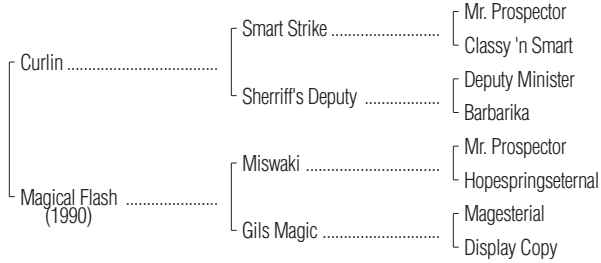 Mr. Prospector
Smart Strike ......................
Classy 'n Smart
Curlin ..............................
Deputy Minister
Sherriff's Deputy ...............
Barbarika
Mr. Prospector
Miswaki ...........................
Hopespringseternal
Magical Flash ..................
(1990)
Magesterial
Gils Magic .......................
Display Copy